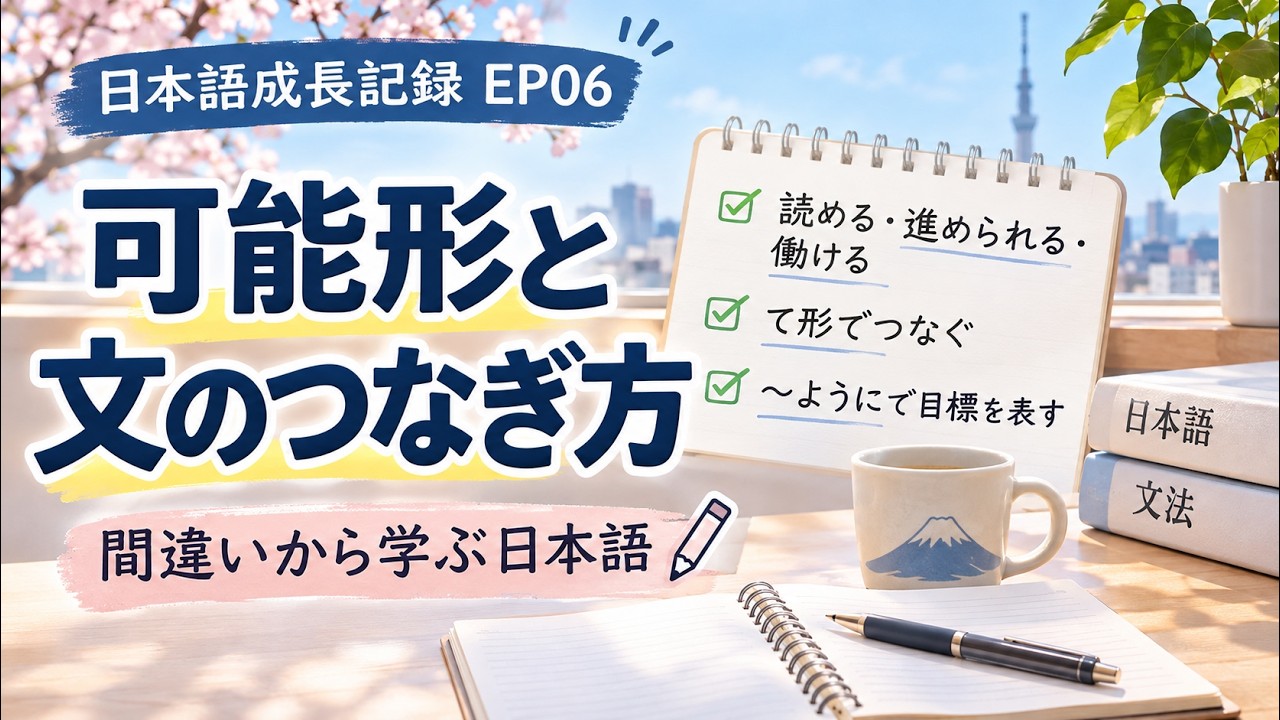 日本語成長記録 EP06
可能形と
文のつなぎ方
間違いから学ぶ日本語
読める・進められる・
働ける
て形でつなぐ
～ようにで目標を表す
日本語
文法